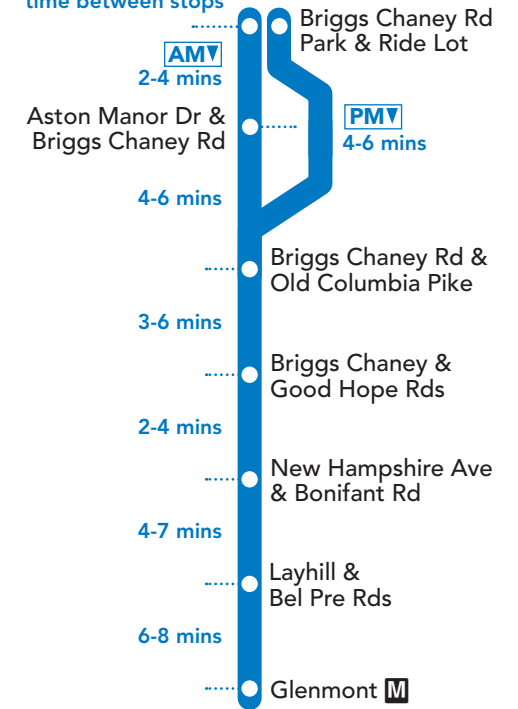 time between stops
Briggs Chaney Rd
Park & Ride Lot
AM▼
2-4 mins
Aston Manor Dr &
Briggs Chaney Rd
PM▼
4-6 mins
4-6 mins
Briggs Chaney Rd &
Old Columbia Pike
3-6 mins
Briggs Chaney &
Good Hope Rds
2-4 mins
New Hampshire Ave
& Bonifant Rd
4-7 mins
Layhill &
Bel Pre Rds
6-8 mins
Glenmont M